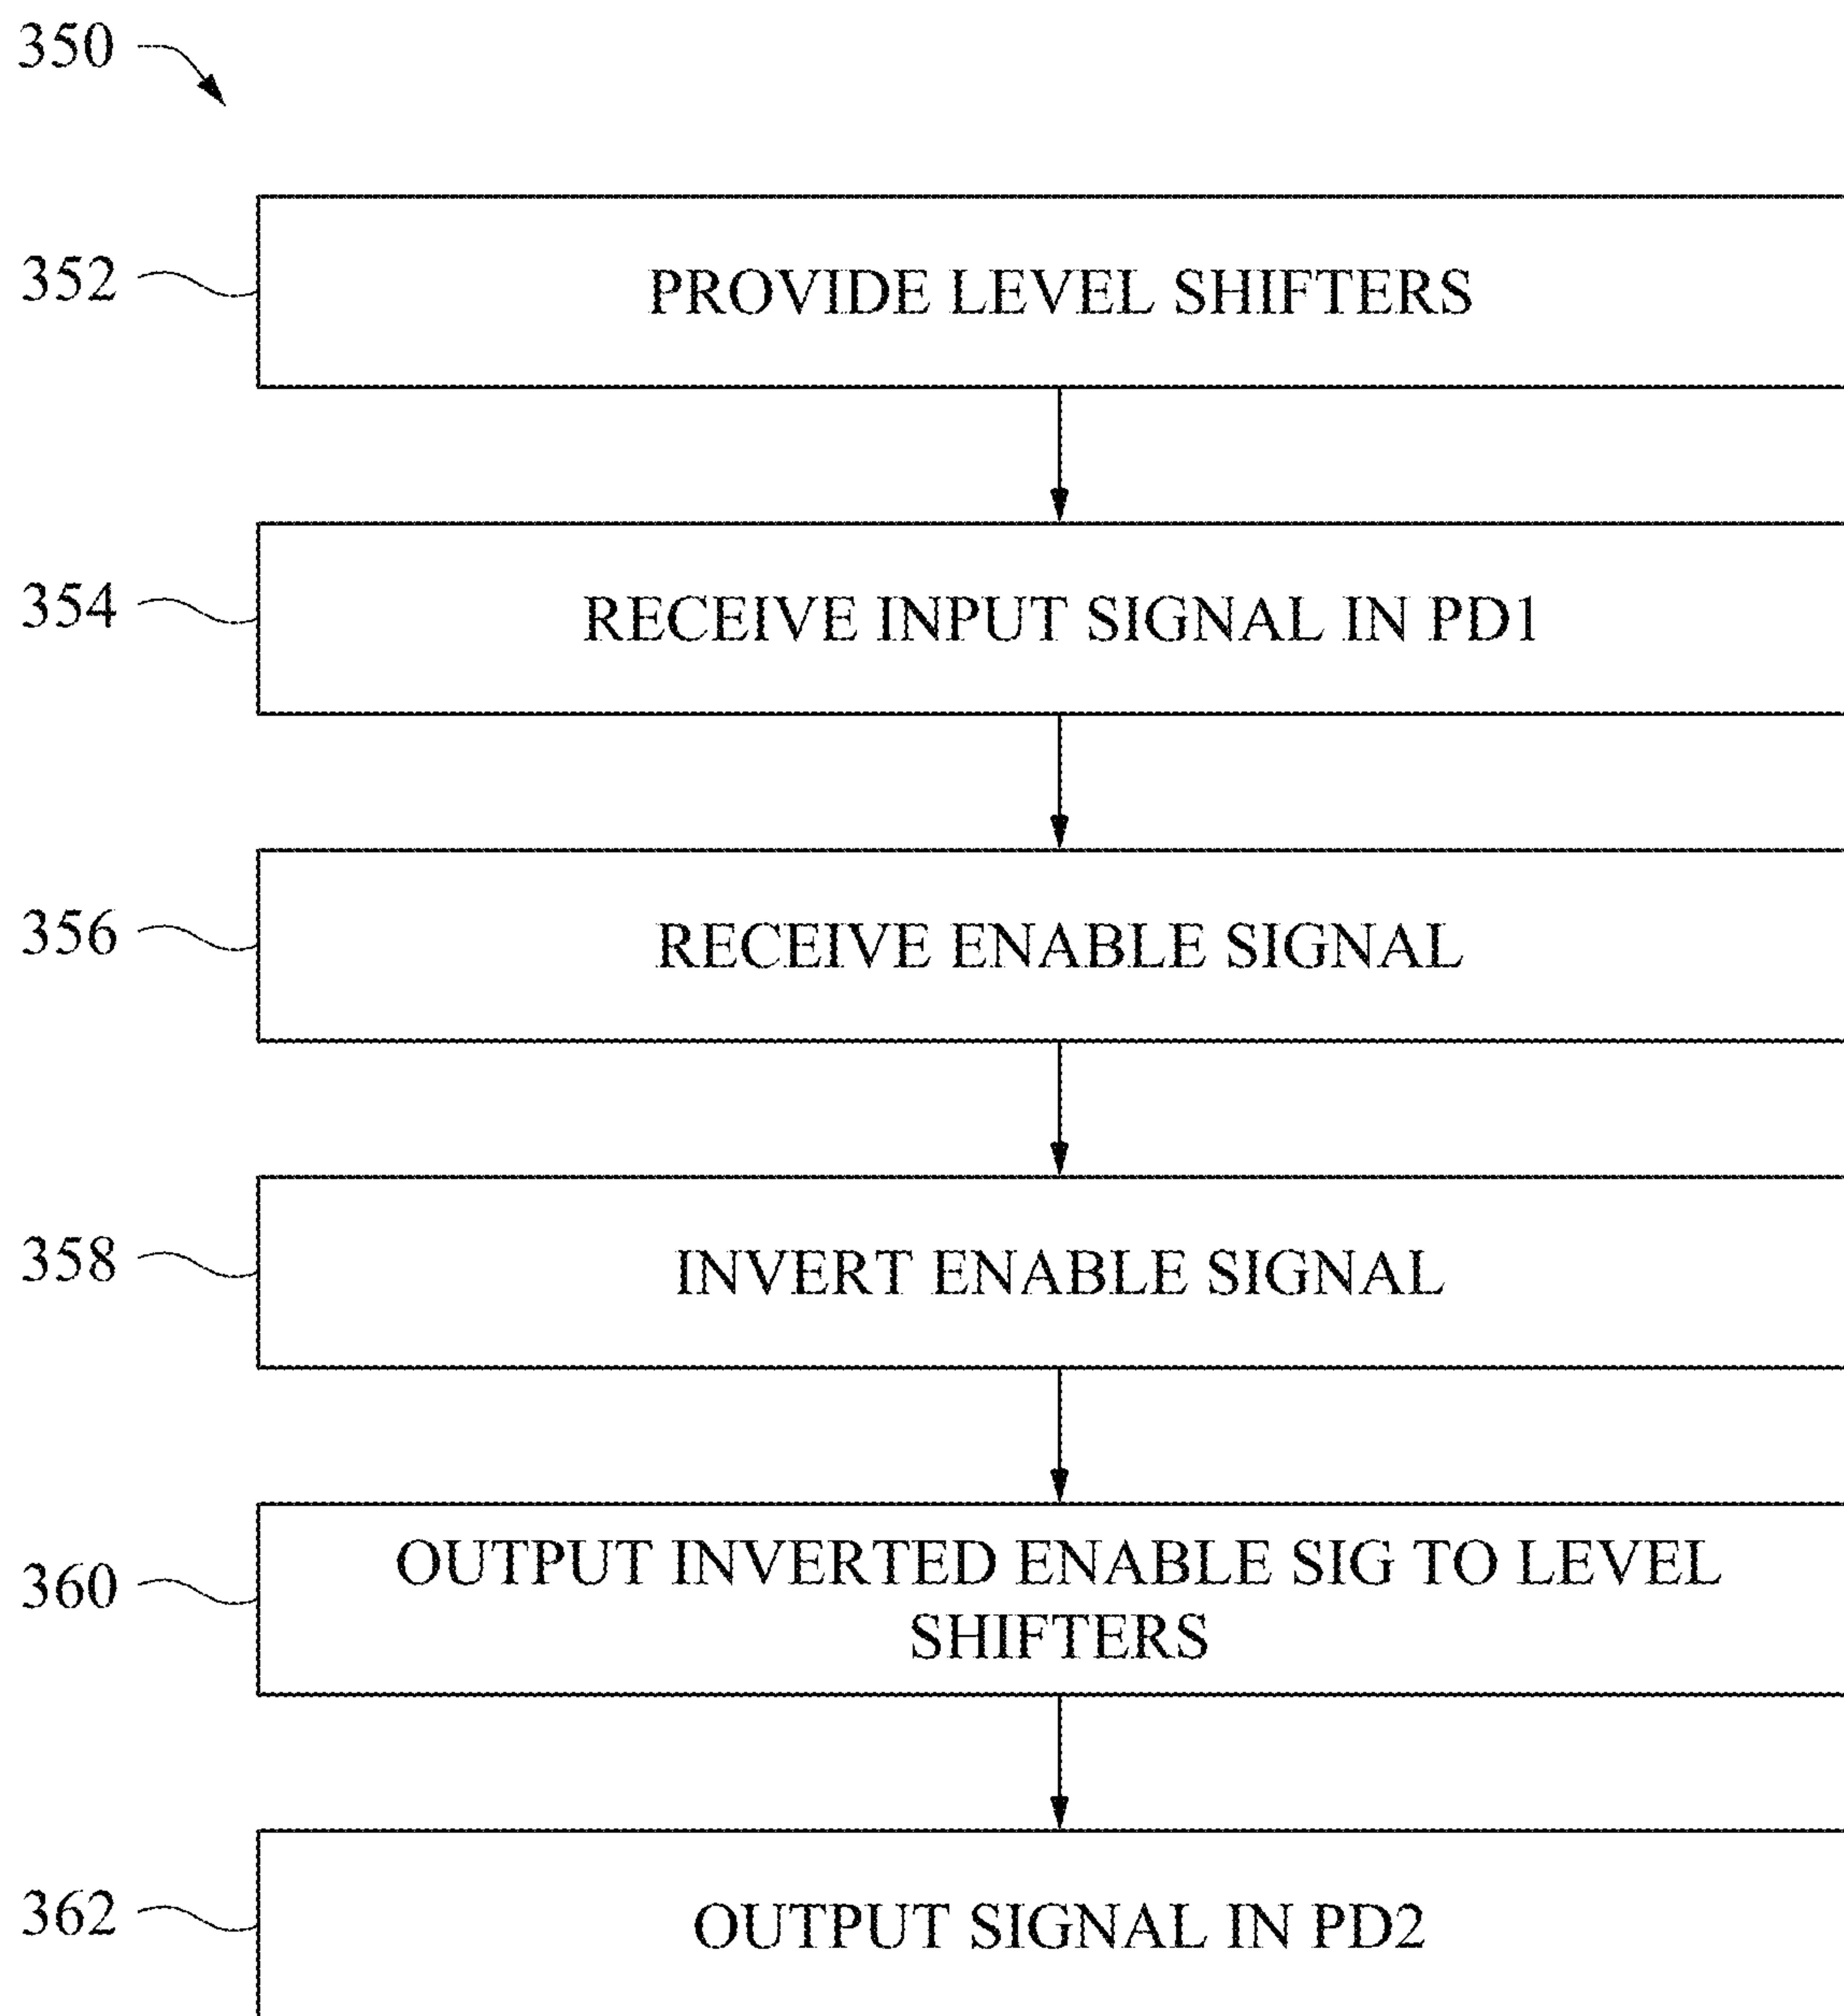 350
352
PROVIDE LEVEL SHIFTERS
354
RECEIVE INPUT SIGNAL IN PD1
356
RECEIVE ENABLE SIGNAL
358
INVERT ENABLE SIGNAL
360
OUTPUT INVERTED ENABLE SIG TO LEVEL
SHIFTERS
362
OUTPUT SIGNAL IN PD2